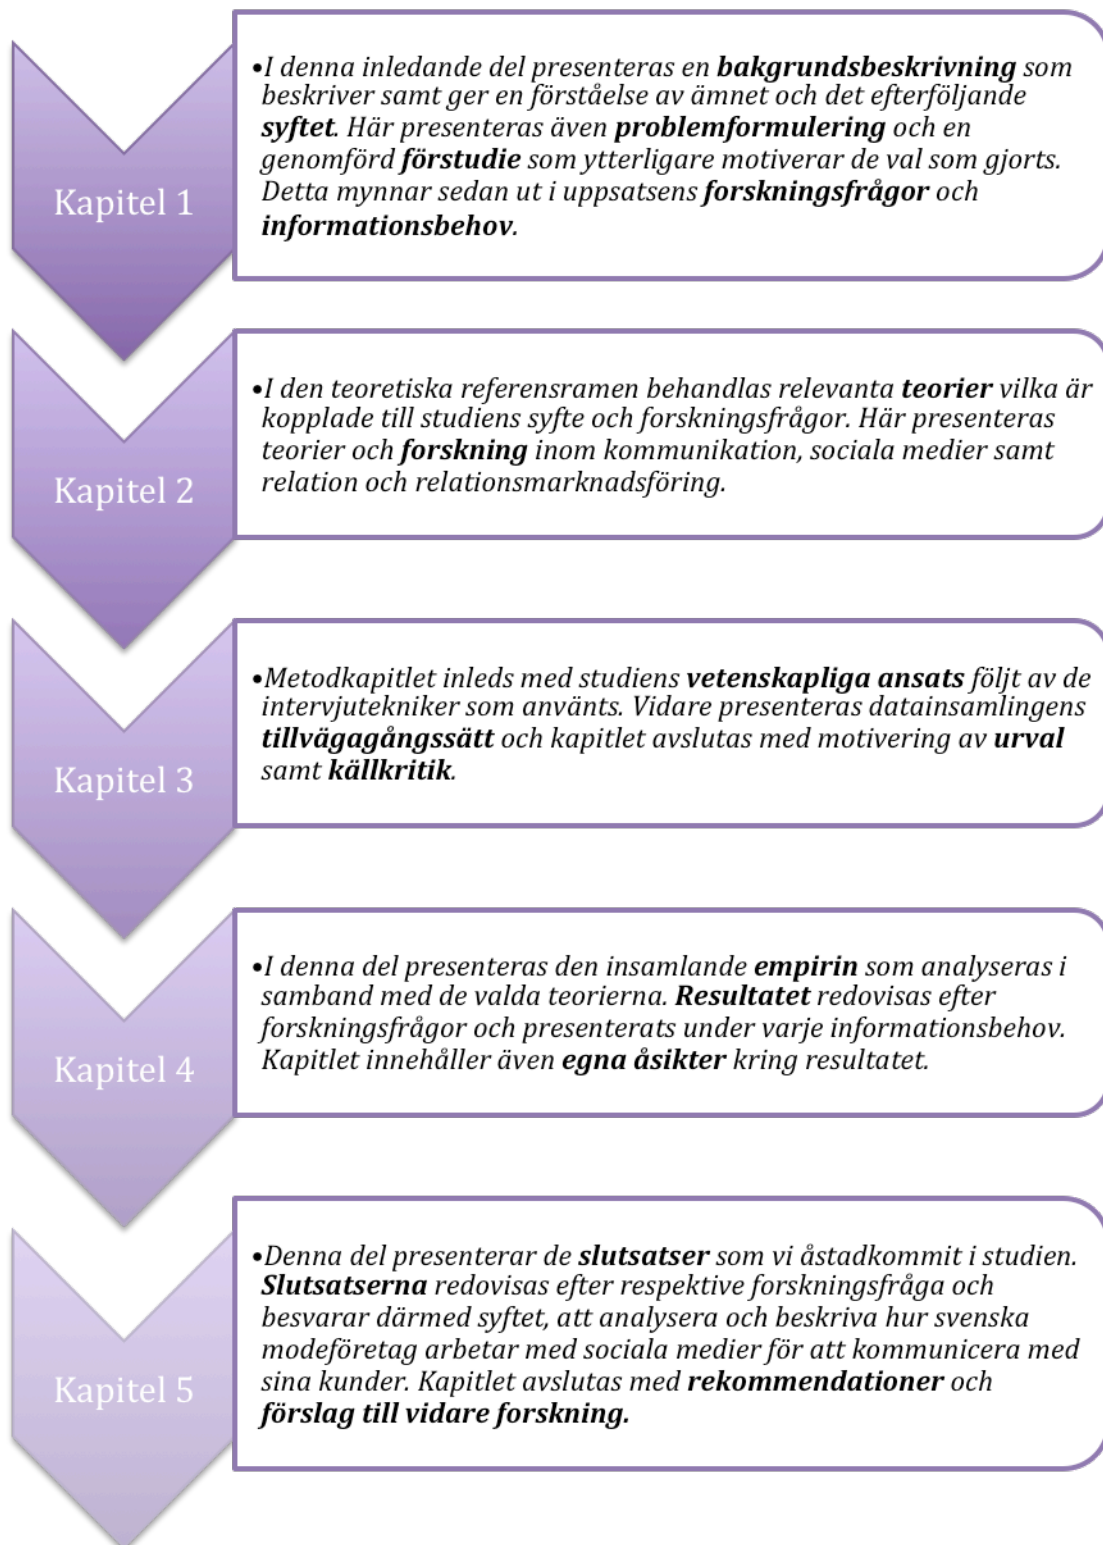 Kapitel 1
•I denna inledande del presenteras en bakgrundsbeskrivning som
beskriver samt ger en förståelse av ämnet och det efterföljande
syftet. Här presenteras även problemformulering och en
genomförd förstudie som ytterligare motiverar de val som gjorts.
Detta mynnar sedan ut i uppsatsens forskningsfrågor och
informationsbehov.
Kapitel 2
•I den teoretiska referensramen behandlas relevanta teorier vilka är
kopplade till studiens syfte och forskningsfrågor. Här presenteras
teorier och forskning inom kommunikation, sociala medier samt
relation och relationsmarknadsföring.
Kapitel 3
•Metodkapitlet inleds med studiens vetenskapliga ansats följt av de
intervjutekniker som använts. Vidare presenteras datainsamlingens
tillvägagångssätt och kapitlet avslutas med motivering av urval
samt källkritik.
Kapitel 4
•I denna del presenteras den insamlande empirin som analyseras i
samband med de valda teorierna. Resultatet redovisas efter
forskningsfrågor och presenterats under varje informationsbehov.
Kapitlet innehåller även egna åsikter kring resultatet.
Kapitel 5
•Denna del presenterar de slutsatser som vi åstadkommit i studien.
Slutsatserna redovisas efter respektive forskningsfråga och
besvarar därmed syftet, att analysera och beskriva hur svenska
modeföretag arbetar med sociala medier för att kommunicera med
sina kunder. Kapitlet avslutas med rekommendationer och
förslag till vidare forskning.